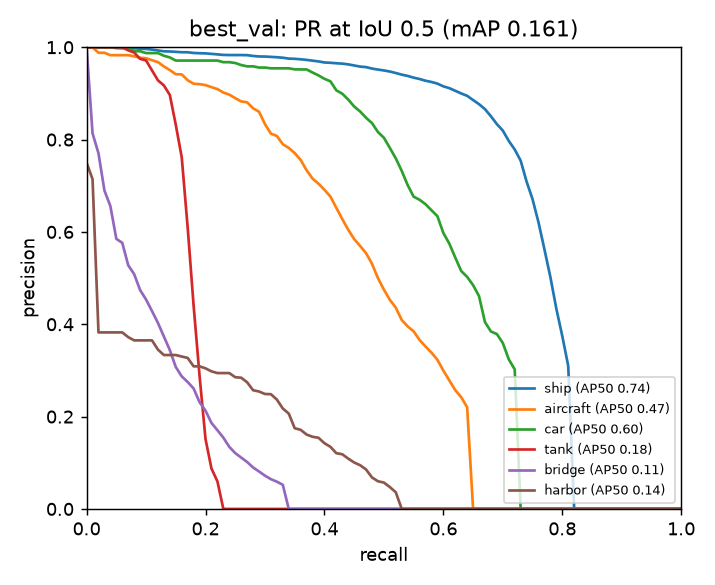 best_val: PR at IoU 0.5 (mAP 0.161)
precision
1.0
0.8
0.6
0.4
0.2
0.0
ship (AP50 0.74)
aircraft (AP50 0.47)
car (AP50 0.60)
tank (AP50 0.18)
bridge (AP50 0.11)
harbor (AP50 0.14)
0.0 0.2 0.4 0.6 0.8 1.0
recall